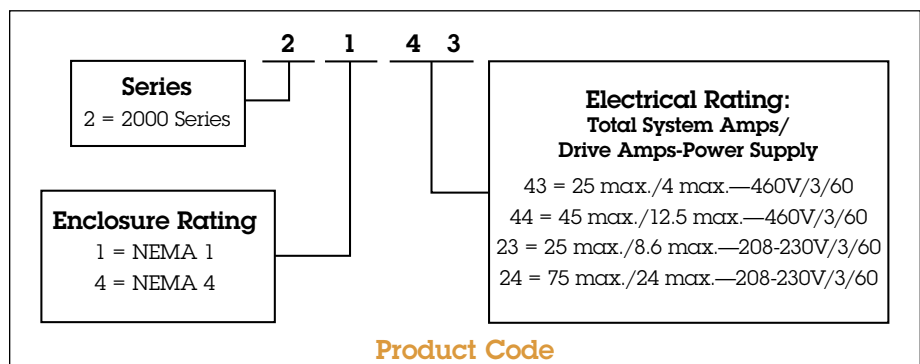 2 1 4 3
Series
2 = 2000 Series
Enclosure Rating
1 = NEMA 1
4 = NEMA 4
Electrical Rating:
Total System Amps/
Drive Amps-Power Supply
43 = 25 max./4 max.—460V/3/60
44 = 45 max./12.5 max.—460V/3/60
23 = 25 max./8.6 max.—208-230V/3/60
24 = 75 max./24 max.—208-230V/3/60
Product Code